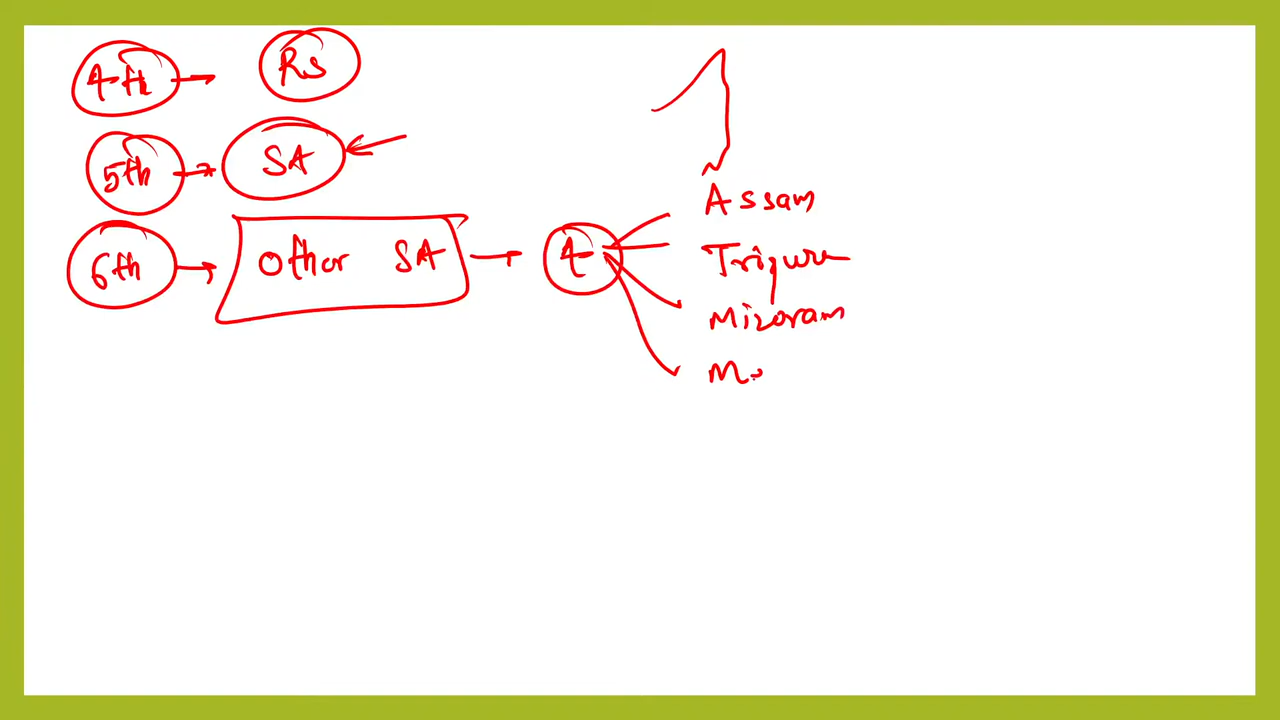 4th → RS
5th → SA
6th → Other SA → 4
Assam
Tripura
Mizoram
M